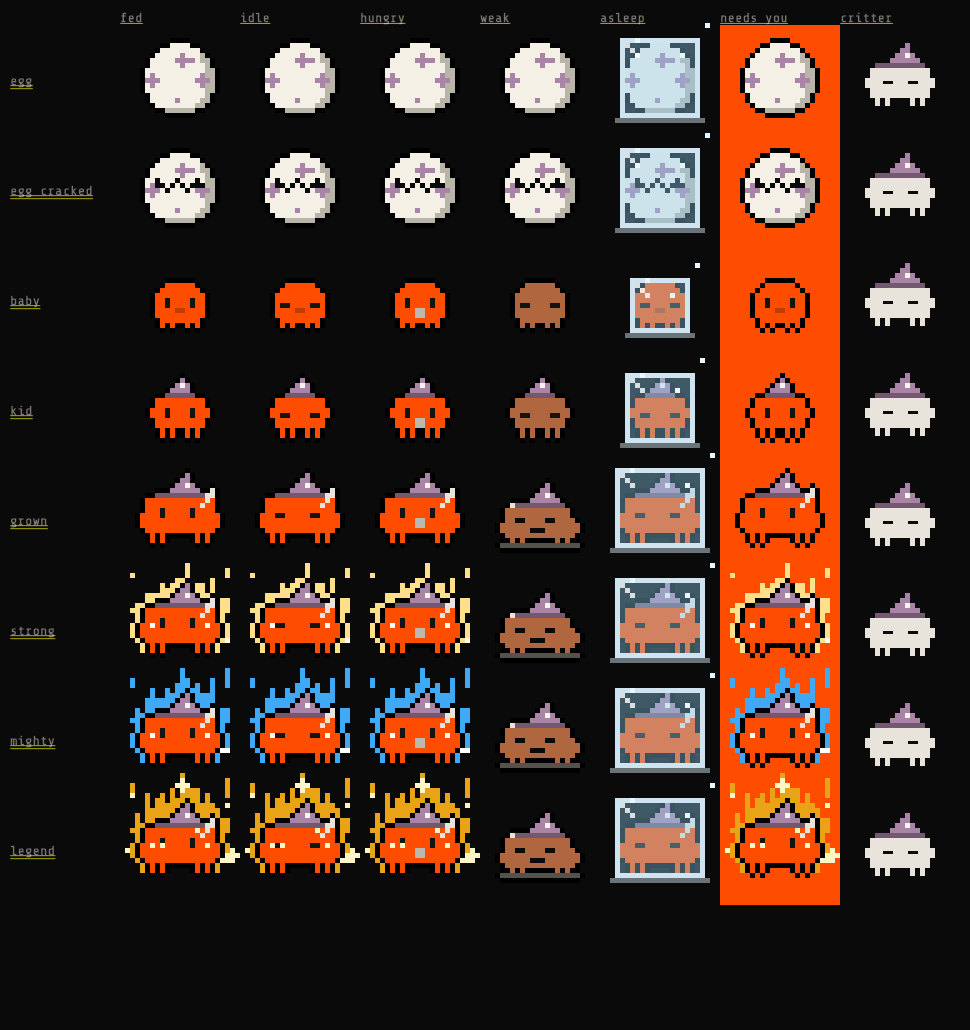 fed idle hungry weak asleep needs you critter
egg
egg cracked
baby
kid
grown
strong
mighty
legend